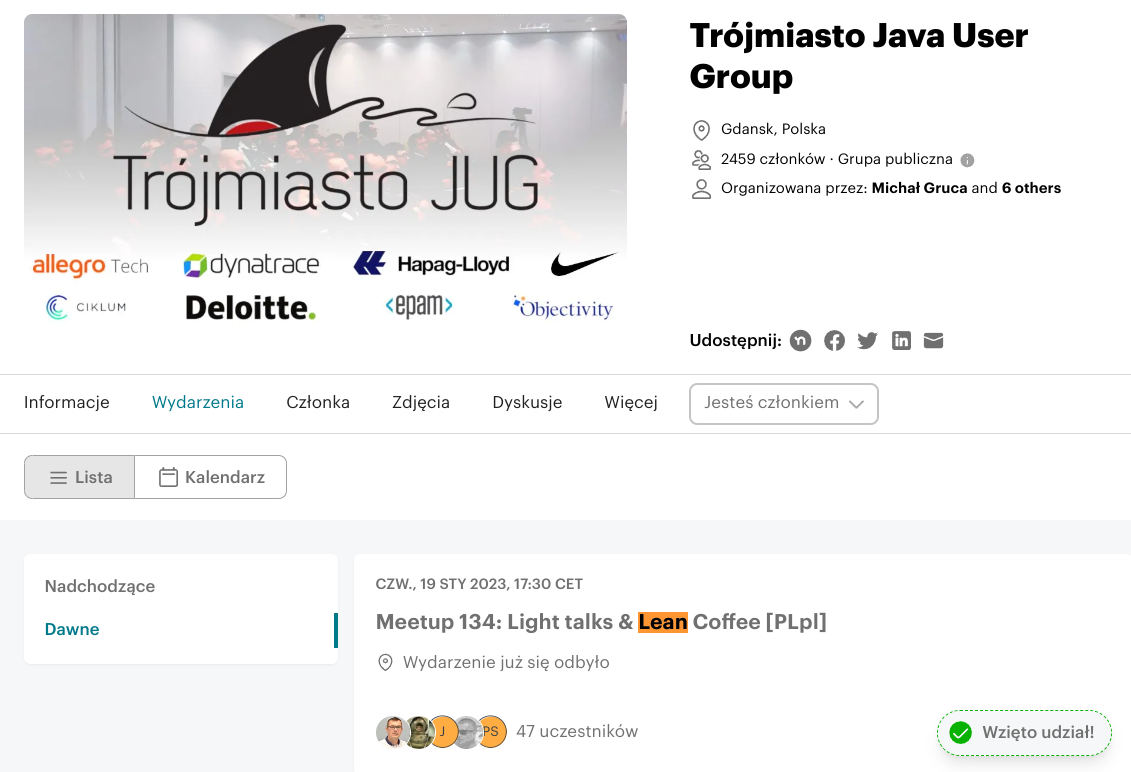 Trójmiasto JUG
allegro Tech
dynatrace
Hapag-Lloyd
CIKLUM
Deloitte.
<epam>
Objectivity
Trójmiasto Java User
Group
Gdansk, Polska
2459 członków · Grupa publiczna
Organizowana przez: Michał Gruca and 6 others
Udostępnij:
Informacje Wydarzenia Członka Zdjęcia Dyskusje Więcej Jesteś członkiem
Lista Kalendarz
Nadchodzące
Dawne
CZW., 19 STY 2023, 17:30 CET
Meetup 134: Light talks & Lean Coffee [PLpl]
Wydarzenie już się odbyło
J PS 47 uczestników
Wzięto udział!